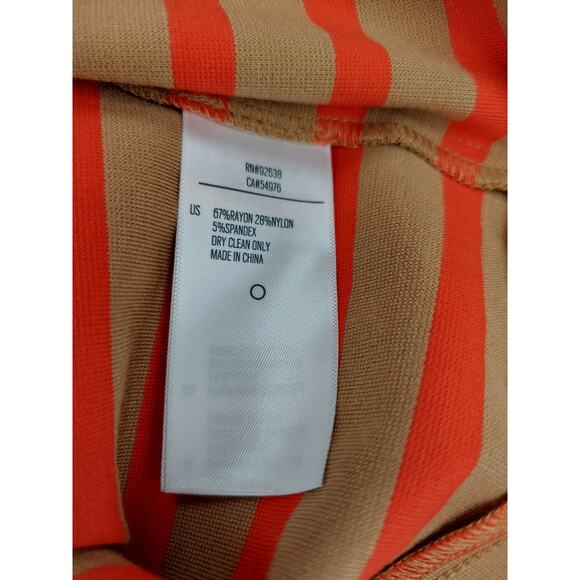 RN#92638
CA#54976
US 67%RAYON 28%NYLON
5%SPANDEX
DRY CLEAN ONLY
MADE IN CHINA